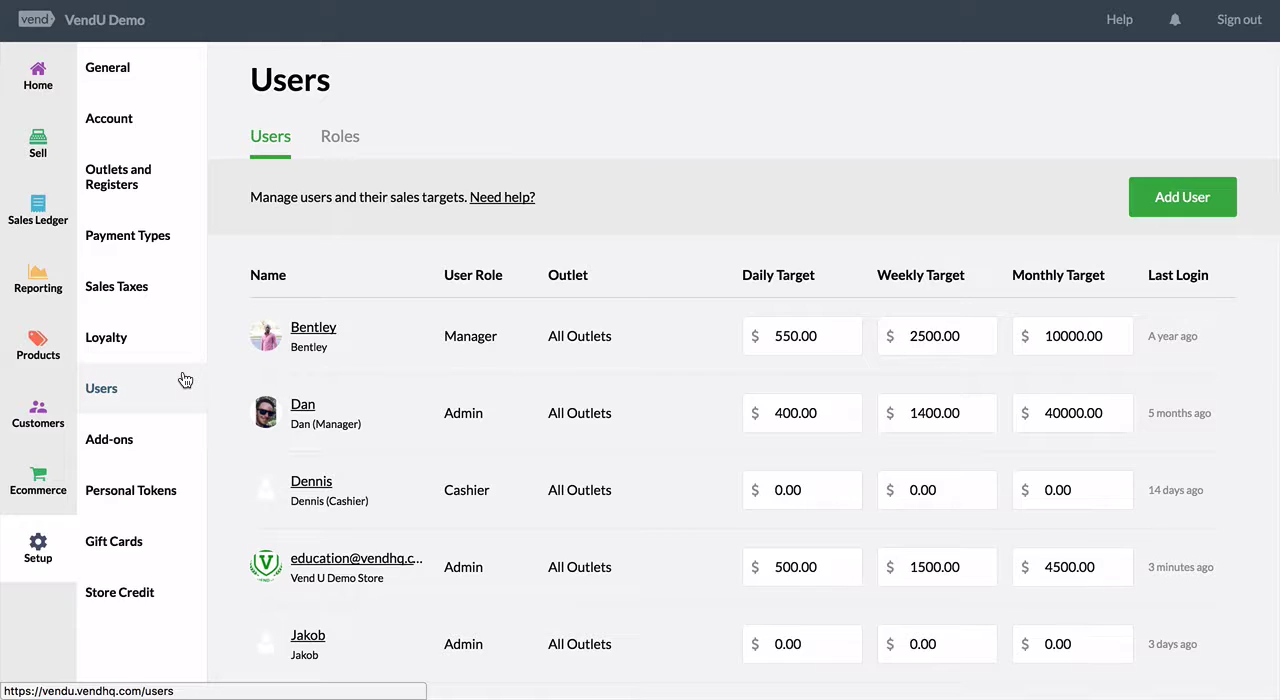 vend VendU Demo Help Sign out
Home
Sell
Sales Ledger
Reporting
Products
Customers
Ecommerce
Setup
General
Account
Outlets and
Registers
Payment Types
Sales Taxes
Loyalty
Users
Add-ons
Personal Tokens
Gift Cards
Store Credit
Users
Users Roles
Manage users and their sales targets. Need help? Add User
Name User Role Outlet Daily Target Weekly Target Monthly Target Last Login
Bentley
Bentley
Manager All Outlets $ 550.00 $ 2500.00 $ 10000.00 A year ago
Dan
Dan (Manager)
Admin All Outlets $ 400.00 $ 1400.00 $ 40000.00 5 months ago
Dennis
Dennis (Cashier)
Cashier All Outlets $ 0.00 $ 0.00 $ 0.00 14 days ago
V
education@vendhq.c...
Vend U Demo Store
Admin All Outlets $ 500.00 $ 1500.00 $ 4500.00 3 minutes ago
Jakob
Jakob
Admin All Outlets $ 0.00 $ 0.00 $ 0.00 3 days ago
https://vendu.vendhq.com/users